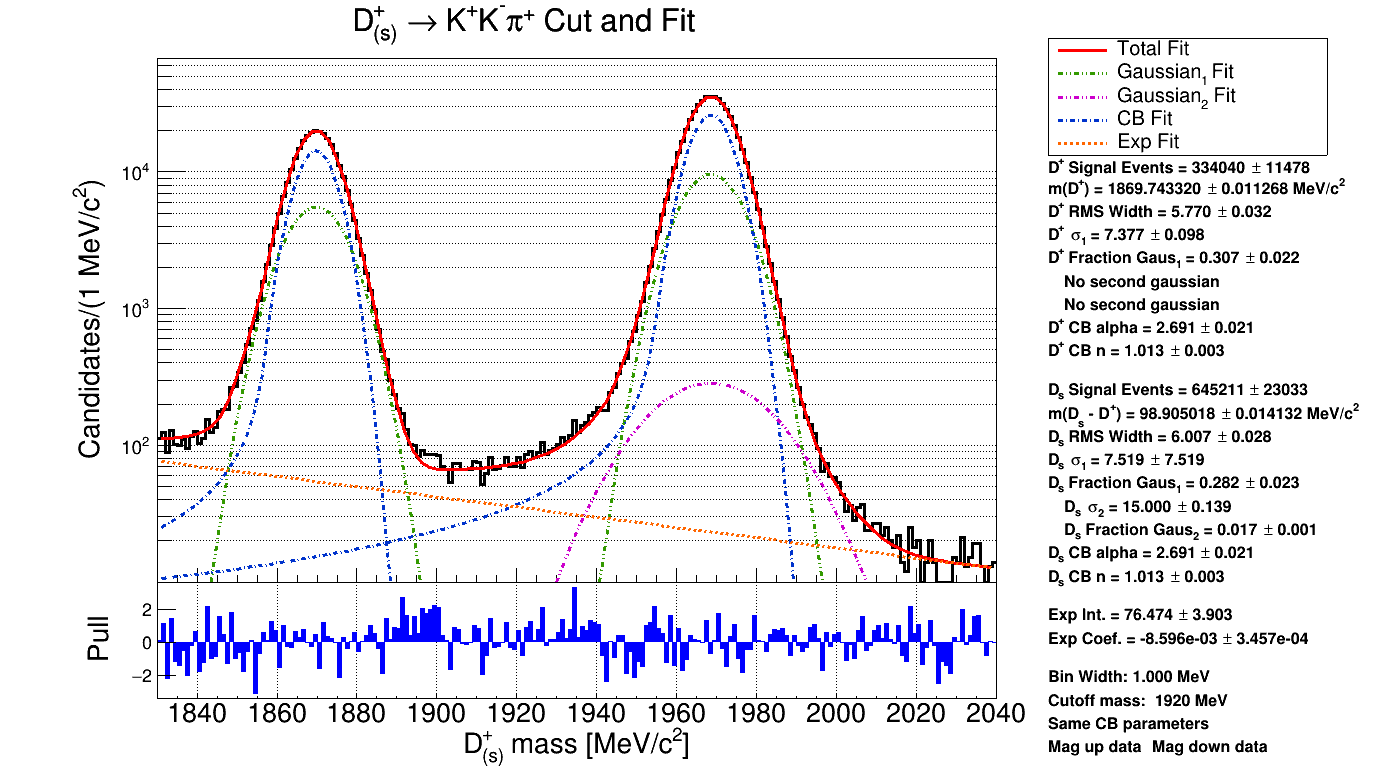 D⁺₍ₛ₎ → K⁺K⁻π⁺ Cut and Fit
Candidates/(1 MeV/c²)
10⁴
10³
10²
Total Fit
Gaussian₁ Fit
Gaussian₂ Fit
CB Fit
Exp Fit
D⁺ Signal Events = 334040 ± 11478
m(D⁺) = 1869.743320 ± 0.011268 MeV/c²
D⁺ RMS Width = 5.770 ± 0.032
D⁺ σ₁ = 7.377 ± 0.098
D⁺ Fraction Gaus₁ = 0.307 ± 0.022
No second gaussian
No second gaussian
D⁺ CB alpha = 2.691 ± 0.021
D⁺ CB n = 1.013 ± 0.003
Dₛ Signal Events = 645211 ± 23033
m(Dₛ - D⁺) = 98.905018 ± 0.014132 MeV/c²
Dₛ RMS Width = 6.007 ± 0.028
Dₛ σ₁ = 7.519 ± 7.519
Dₛ Fraction Gaus₁ = 0.282 ± 0.023
Dₛ σ₂ = 15.000 ± 0.139
Dₛ Fraction Gaus₂ = 0.017 ± 0.001
Dₛ CB alpha = 2.691 ± 0.021
Dₛ CB n = 1.013 ± 0.003
Exp Int. = 76.474 ± 3.903
Exp Coef. = -8.596e-03 ± 3.457e-04
Bin Width: 1.000 MeV
Cutoff mass: 1920 MeV
Same CB parameters
Mag up data Mag down data
Pull
2
0
−2
1840 1860 1880 1900 1920 1940 1960 1980 2000 2020 2040
D⁺₍ₛ₎ mass [MeV/c²]